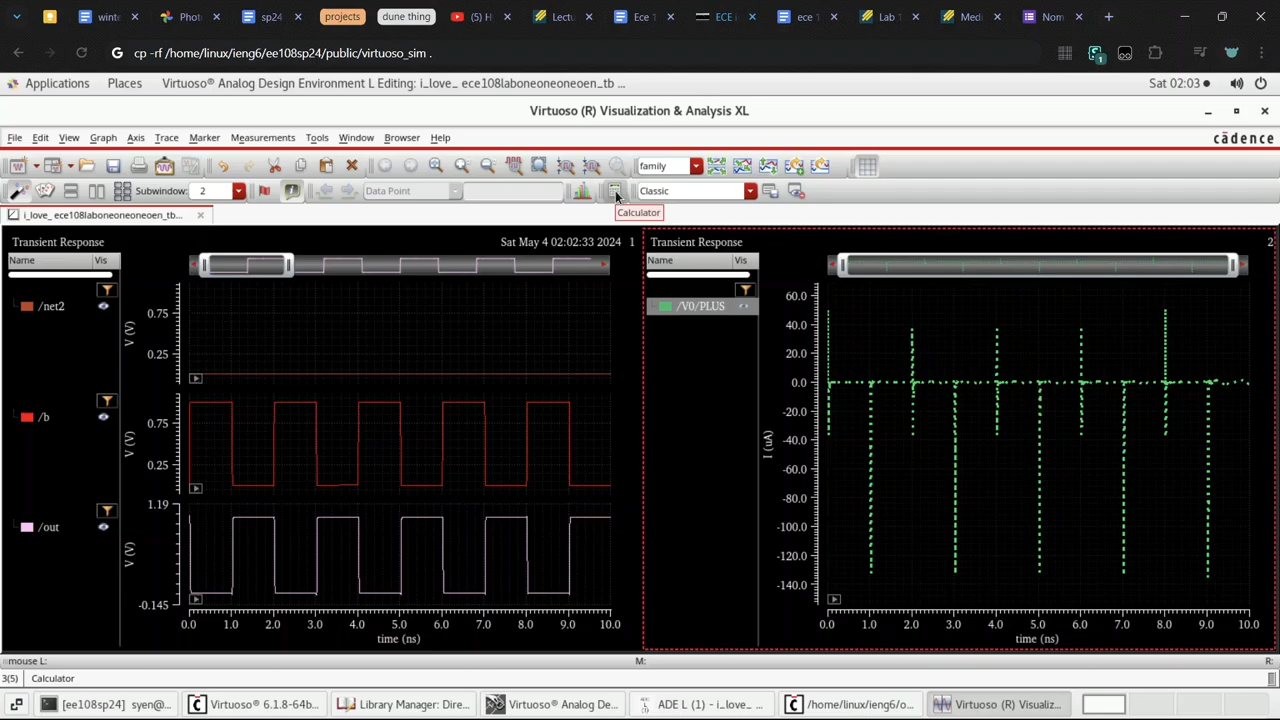 winte
Phot
sp24
projects
dune thing
(5) H
Lectu
Ece 1
ECE i
ece 1
Lab 1
Medi
Nom
cp -rf /home/linux/ieng6/ee108sp24/public/virtuoso_sim .
Applications Places Virtuoso® Analog Design Environment L Editing: i_love_ ece108laboneoneoneoen_tb ... Sat 02:03
Virtuoso (R) Visualization & Analysis XL
File Edit View Graph Axis Trace Marker Measurements Tools Window Browser Help cādence
family
Subwindow: 2 Data Point Classic
Calculator
i_love_ ece108laboneoneoneoen_tb...
Transient Response Sat May 4 02:02:33 2024 1
Name Vis
/net2
V (V)
0.75
0.25
/b
V (V)
0.75
0.25
/out
V (V)
1.19
-0.145
0.0 1.0 2.0 3.0 4.0 5.0 6.0 7.0 8.0 9.0 10.0
time (ns)
Transient Response 2
Name Vis
/V0/PLUS
I (uA)
60.0
40.0
20.0
0.0
-20.0
-40.0
-60.0
-80.0
-100.0
-120.0
-140.0
0.0 1.0 2.0 3.0 4.0 5.0 6.0 7.0 8.0 9.0 10.0
time (ns)
mouse L: M: R:
3(5) Calculator
[ee108sp24] syen@...
Virtuoso® 6.1.8-64b...
Library Manager: Dire...
Virtuoso® Analog De...
ADE L (1) - i_love_ ...
/home/linux/ieng6/o...
Virtuoso (R) Visualiz...